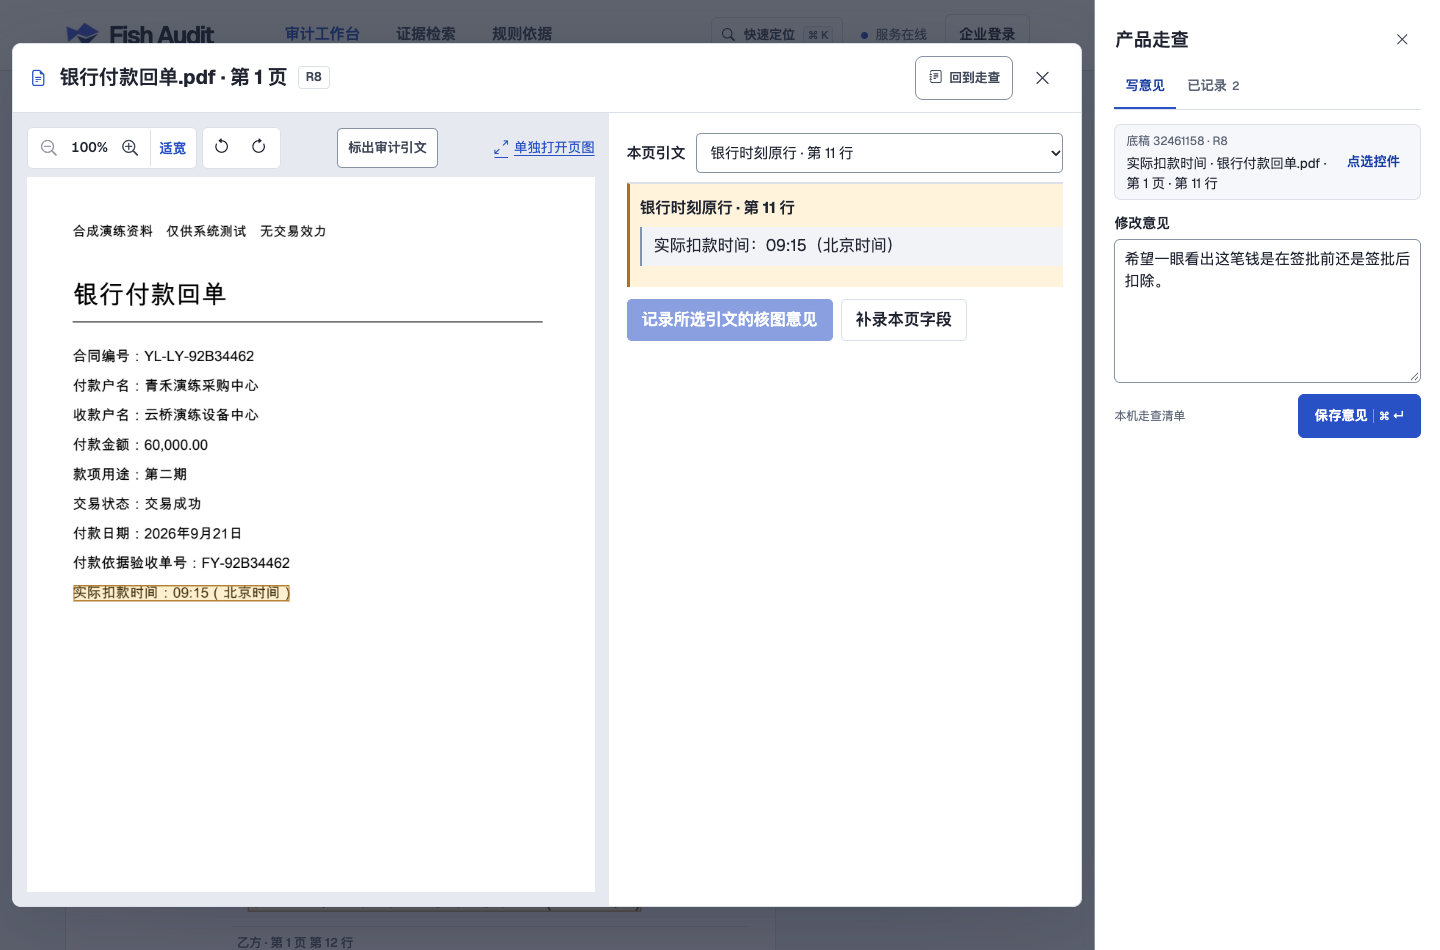 Fish Audit
审计工作台
证据检索
规则依据
快速定位 ⌘ K
服务在线
企业登录
银行付款回单.pdf · 第 1 页 R8
回到走查
100%
适宽
标出审计引文
单独打开页图
合成演练资料 仅供系统测试 无交易效力
银行付款回单
合同编号：YL-LY-92B34462
付款户名：青禾演练采购中心
收款户名：云桥演练设备中心
付款金额：60,000.00
款项用途：第二期
交易状态：交易成功
付款日期：2026年9月21日
付款依据验收单号：FY-92B34462
实际扣款时间：09:15（北京时间）
本页引文
银行时刻原行 · 第 11 行
银行时刻原行 · 第 11 行
实际扣款时间：09:15（北京时间）
记录所选引文的核图意见
补录本页字段
乙方 · 第 1 页 第 12 行
产品走查
写意见
已记录 2
底稿 32461158 · R8
实际扣款时间 · 银行付款回单.pdf ·
第 1 页 · 第 11 行
点选控件
修改意见
希望一眼看出这笔钱是在签批前还是签批后
扣除。
本机走查清单
保存意见 ⌘ ↵